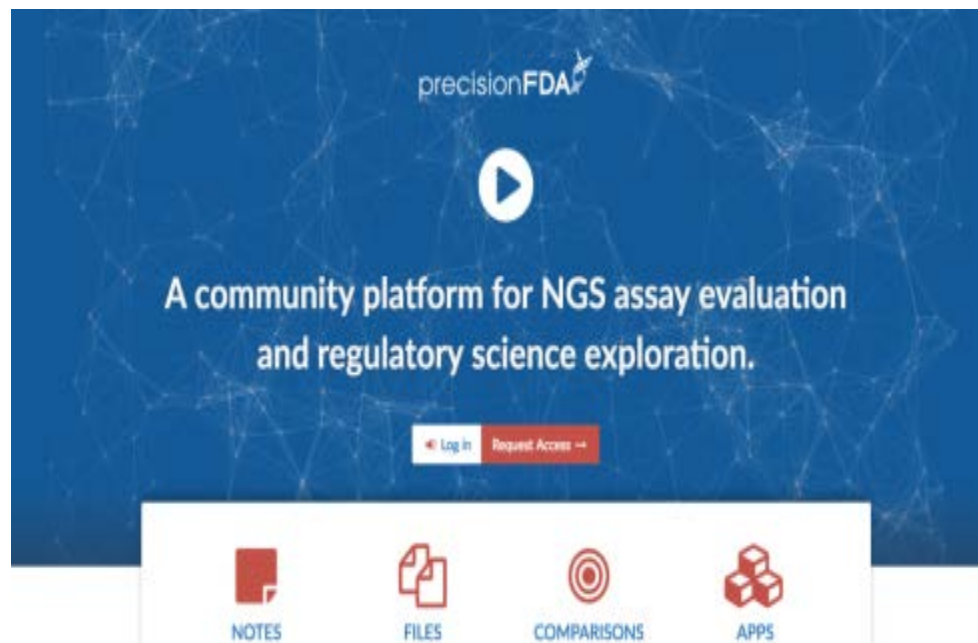 precisionFDA
A community platform for NGS assay evaluation
and regulatory science exploration.
Log in Request Access →
NOTES FILES COMPARISONS APPS